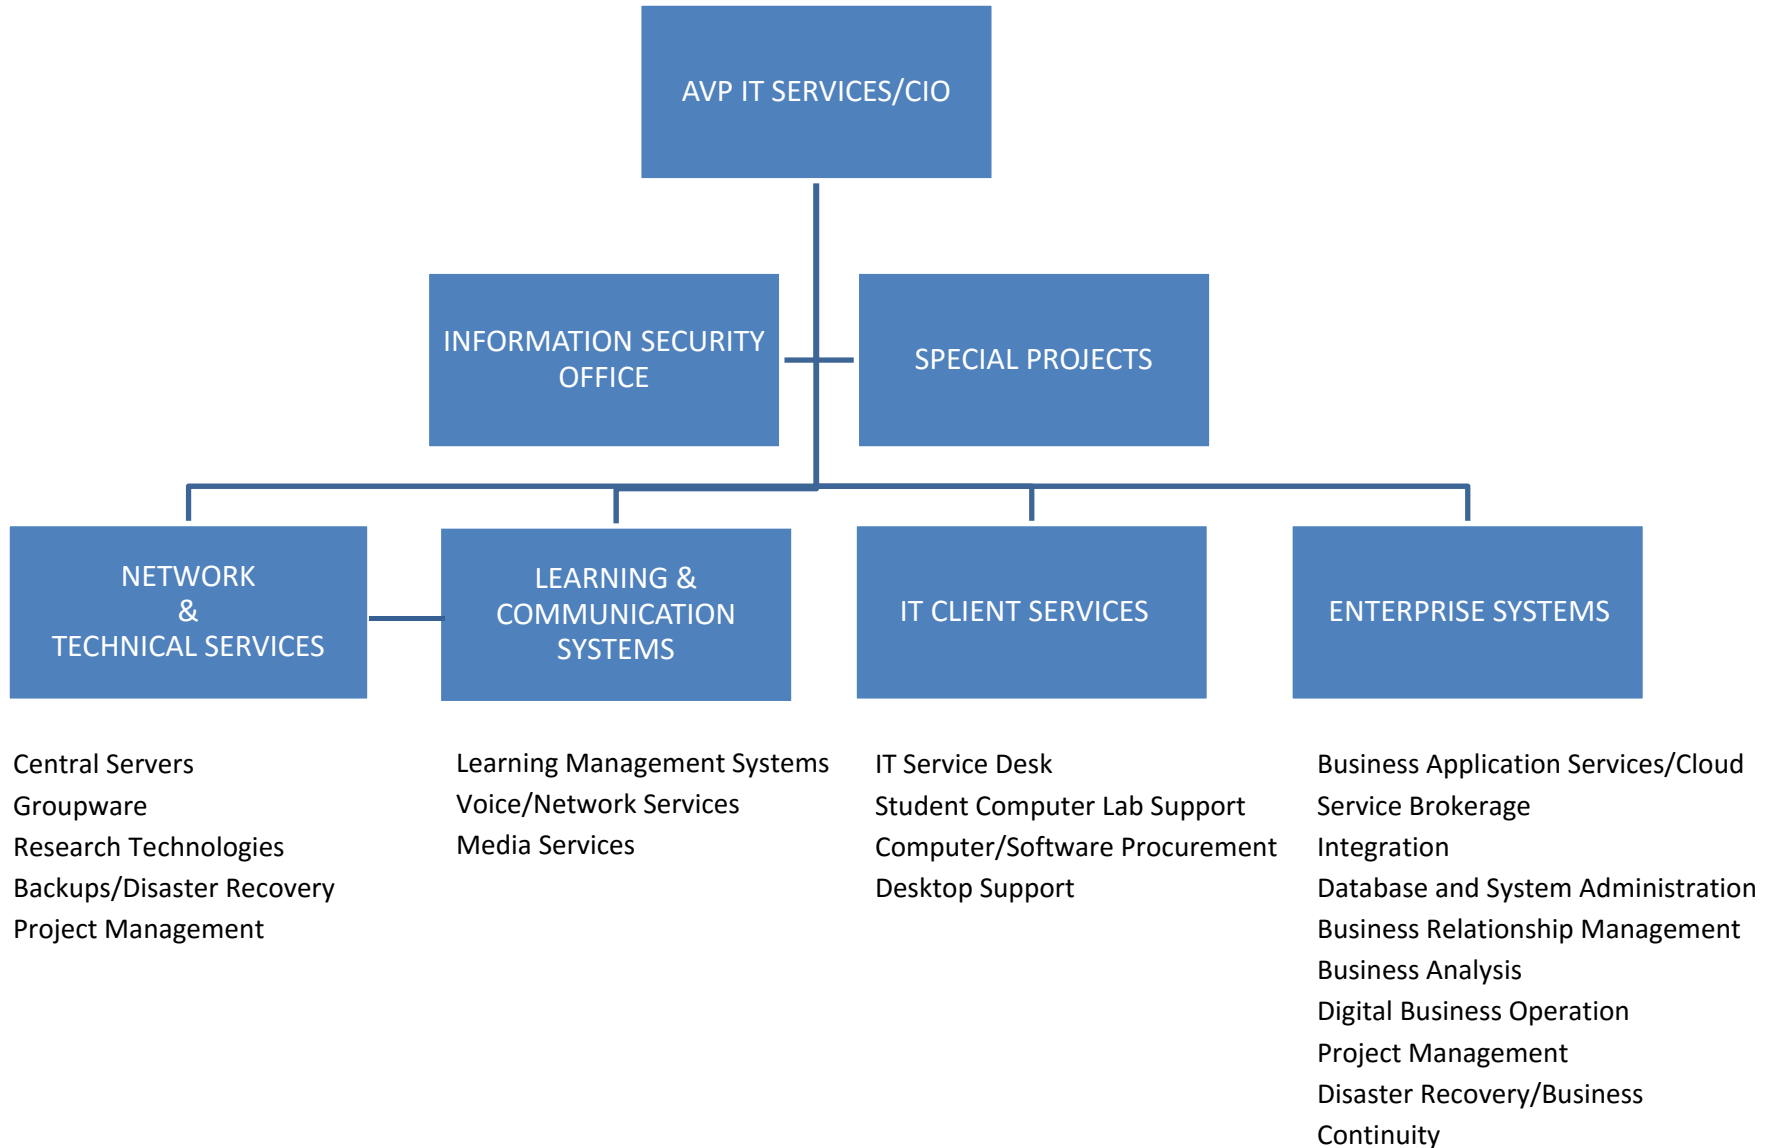 AVP IT SERVICES/CIO
INFORMATION SECURITY
OFFICE
SPECIAL PROJECTS
NETWORK
&
TECHNICAL SERVICES
LEARNING &
COMMUNICATION
SYSTEMS
IT CLIENT SERVICES
ENTERPRISE SYSTEMS
Central Servers
Groupware
Research Technologies
Backups/Disaster Recovery
Project Management
Learning Management Systems
Voice/Network Services
Media Services
IT Service Desk
Student Computer Lab Support
Computer/Software Procurement
Desktop Support
Business Application Services/Cloud
Service Brokerage
Integration
Database and System Administration
Business Relationship Management
Business Analysis
Digital Business Operation
Project Management
Disaster Recovery/Business
Continuity